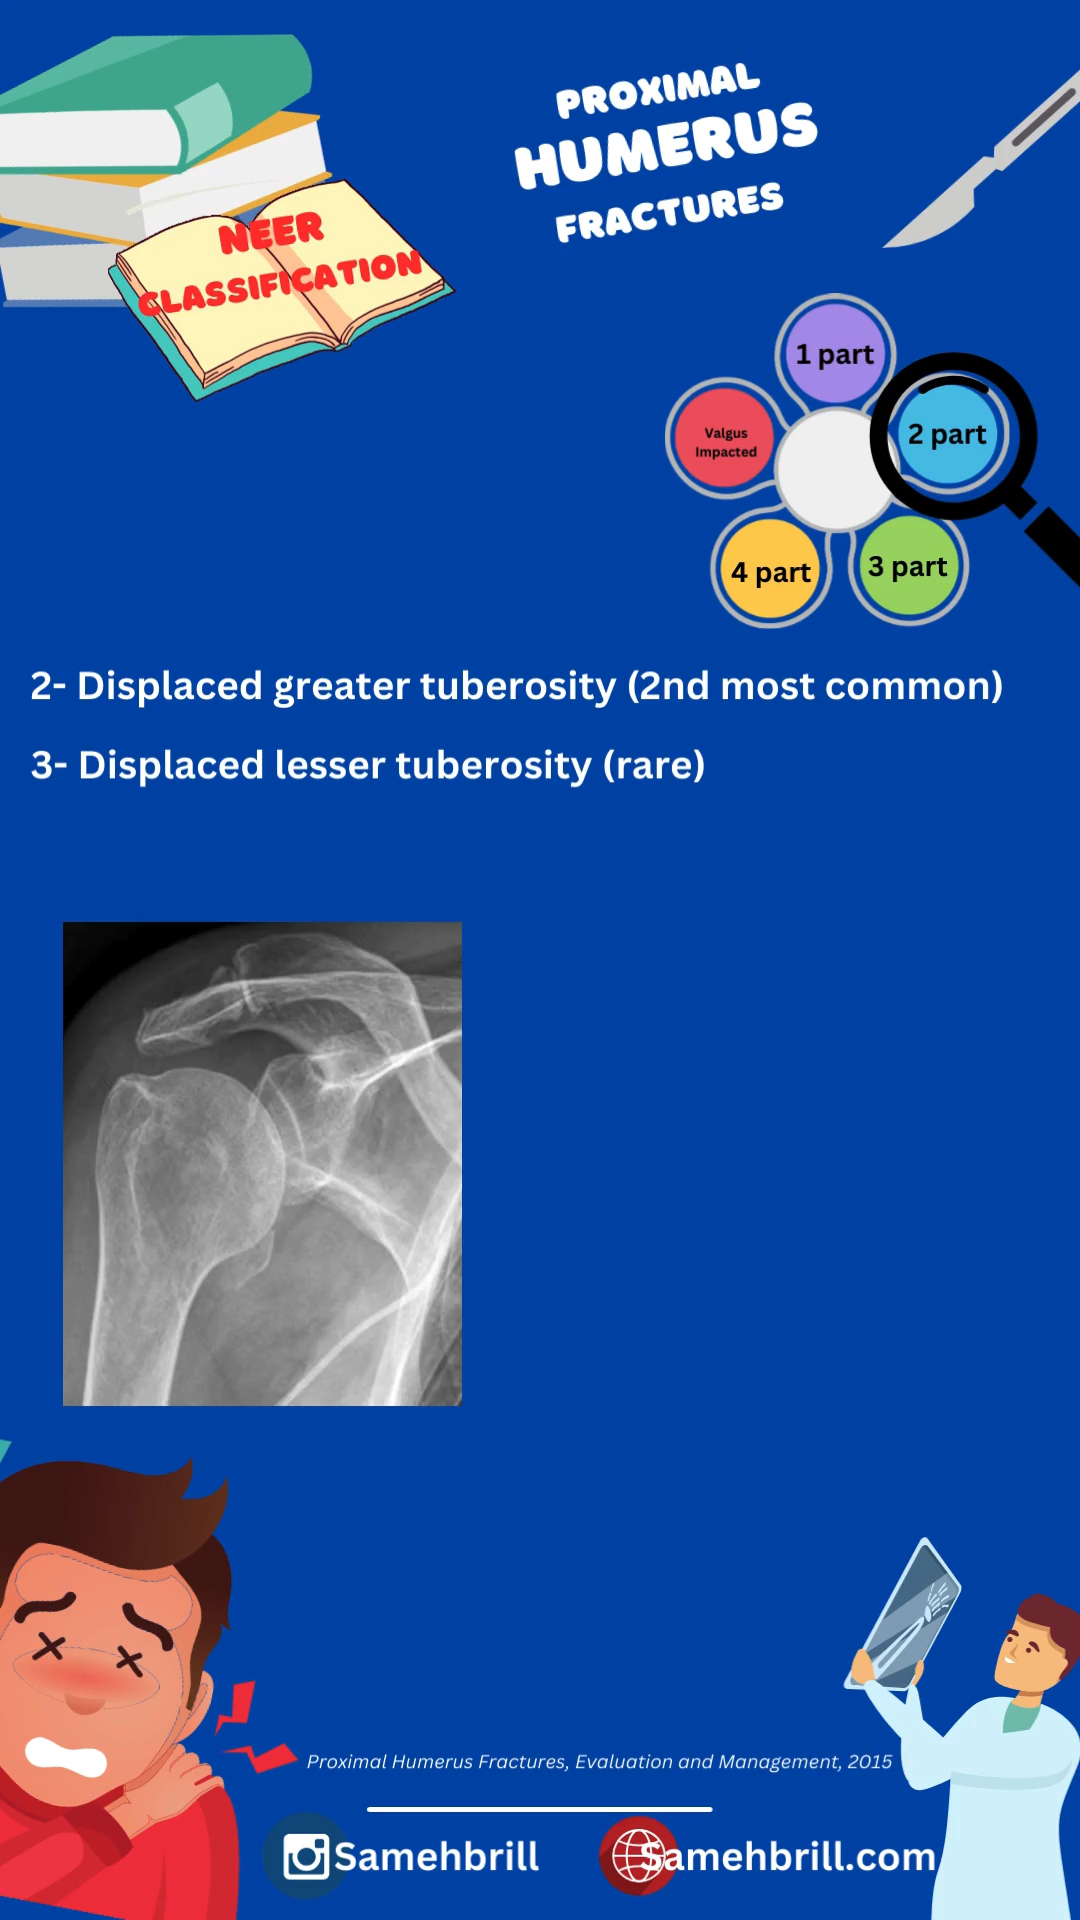 PROXIMAL
HUMERUS
FRACTURES
NEER
CLASSIFICATION
1 part
2 part
Valgus
Impacted
4 part
3 part
2- Displaced greater tuberosity (2nd most common)
3- Displaced lesser tuberosity (rare)
Proximal Humerus Fractures, Evaluation and Management, 2015
Samehbrill
Samehbrill.com